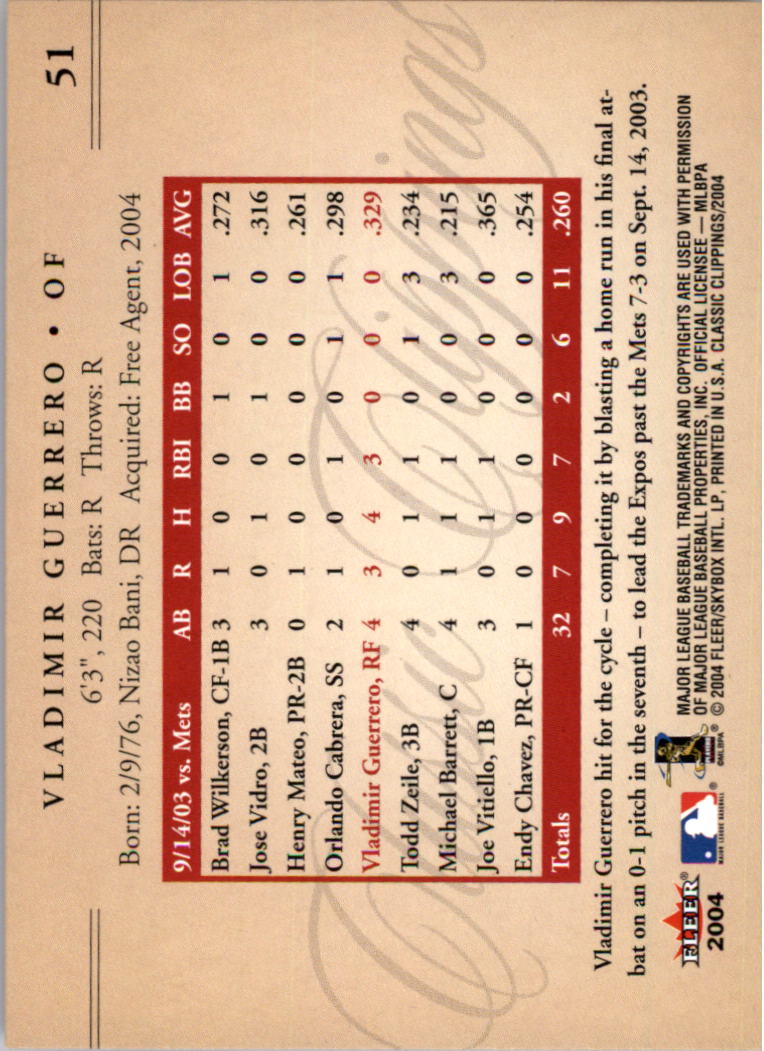 51
VLADIMIR GUERRERO • OF
6'3", 220 Bats: R Throws: R
Born: 2/9/76, Nizao Bani, DR Acquired: Free Agent, 2004
9/14/03 vs. Mets AB R H RBI BB SO LOB AVG
Brad Wilkerson, CF-1B 3 1 0 0 1 0 1 .272
Jose Vidro, 2B 3 0 1 0 1 0 0 .316
Henry Mateo, PR-2B 0 1 0 0 0 0 0 .261
Orlando Cabrera, SS 2 1 0 1 0 1 1 .298
Vladimir Guerrero, RF 4 3 4 3 0 0 0 .329
Todd Zeile, 3B 4 0 1 1 0 1 3 .234
Michael Barrett, C 4 1 1 1 0 0 3 .215
Joe Vitiello, 1B 3 0 1 1 0 0 0 .365
Endy Chavez, PR-CF 1 0 0 0 0 0 0 .254
Totals 32 7 9 7 2 6 11 .260
Classic Clippings
Vladimir Guerrero hit for the cycle – completing it by blasting a home run in his final at-
bat on an 0-1 pitch in the seventh – to lead the Expos past the Mets 7-3 on Sept. 14, 2003.
FLEER®
2004
MAJOR LEAGUE BASEBALL®
©MLBPA
MAJOR LEAGUE BASEBALL TRADEMARKS AND COPYRIGHTS ARE USED WITH PERMISSION
OF MAJOR LEAGUE BASEBALL PROPERTIES, INC. OFFICIAL LICENSEE — MLBPA
© 2004 FLEER/SKYBOX INTL. LP, PRINTED IN U.S.A. CLASSIC CLIPPINGS/2004